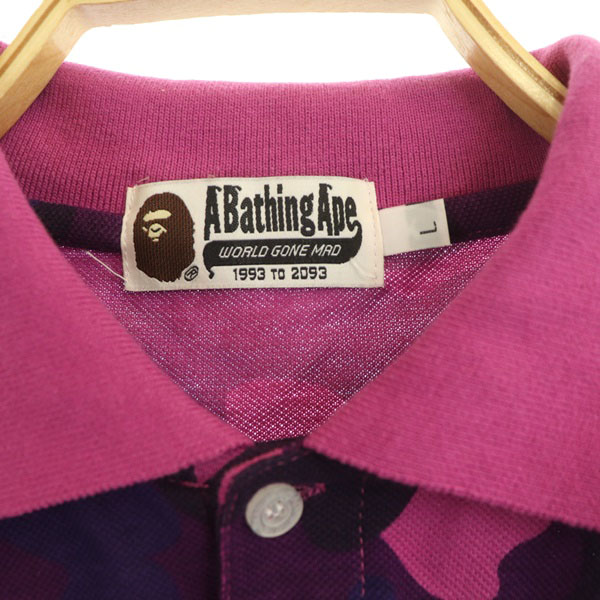 A Bathing Ape
®
WORLD GONE MAD
1993 TO 2093
L